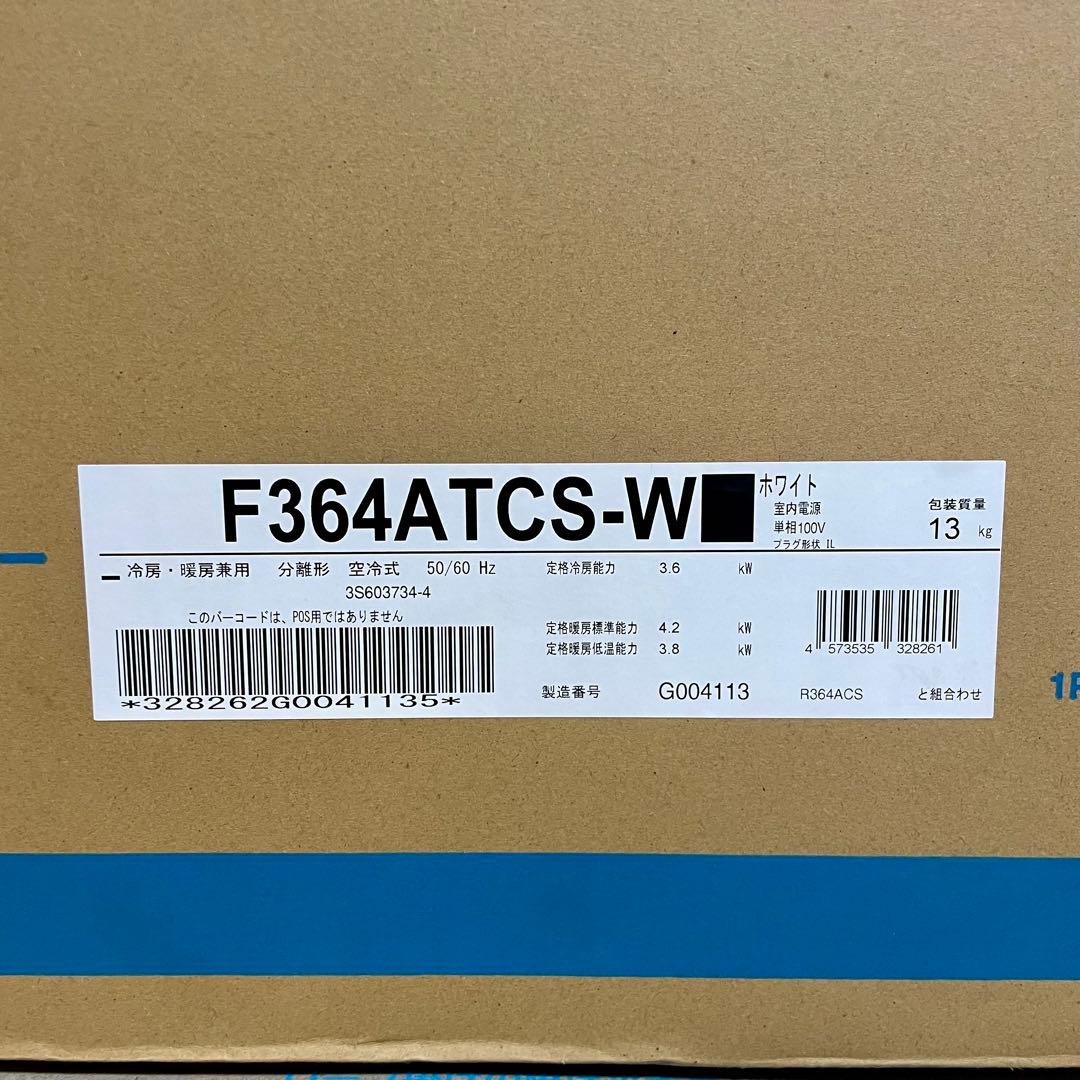 F364ATCS-W■ ホワイト
室内電源
単相100V
プラグ形状 IL
包装質量
13 kg
冷房・暖房兼用 分離形 空冷式 50/60 Hz
3S603734-4
このバーコードは、POS用ではありません
*328262G0041135*
定格冷房能力 3.6 kW
定格暖房標準能力 4.2 kW
定格暖房低温能力 3.8 kW
製造番号 G004113
4 573535 328261
R364ACS と組合わせ